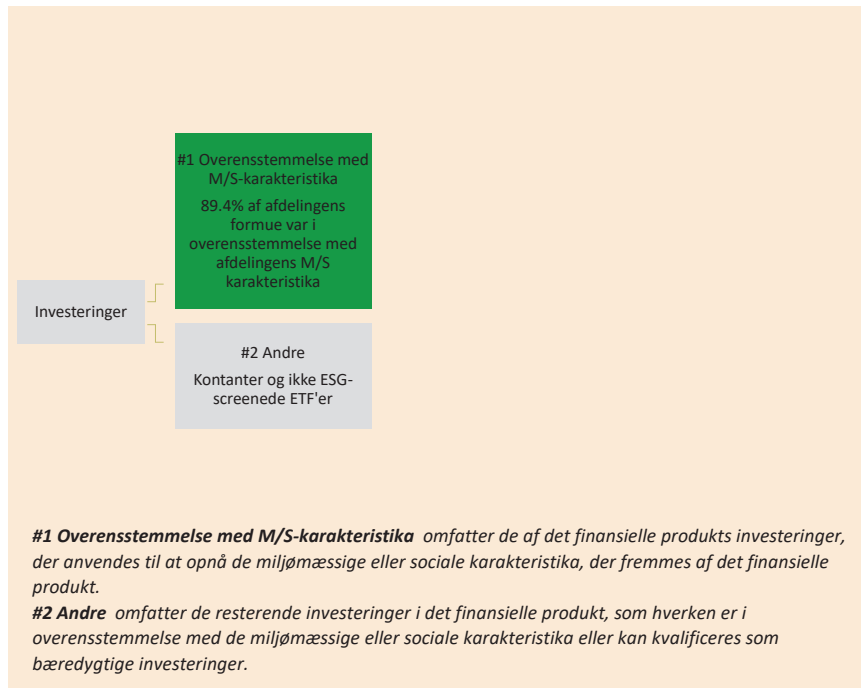 #1 Overensstemmelse med
M/S-karakteristika
89.4% af afdelingens
formue var i
overensstemmelse med
afdelingens M/S
karakteristika
Investeringer
#2 Andre
Kontanter og ikke ESG-
screenede ETF'er
#1 Overensstemmelse med M/S-karakteristika omfatter de af det finansielle produkts investeringer,
der anvendes til at opnå de miljømæssige eller sociale karakteristika, der fremmes af det finansielle
produkt.
#2 Andre omfatter de resterende investeringer i det finansielle produkt, som hverken er i
overensstemmelse med de miljømæssige eller sociale karakteristika eller kan kvalificeres som
bæredygtige investeringer.